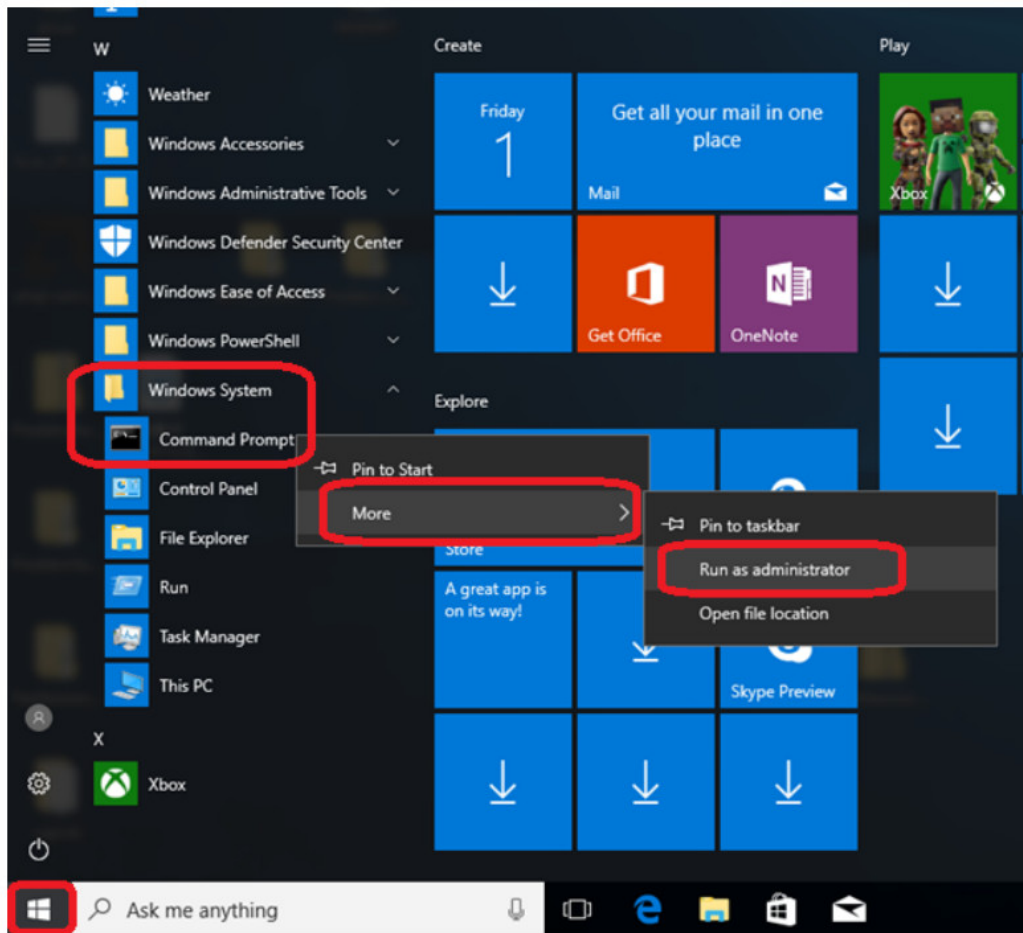 W
Weather
Windows Accessories
Windows Administrative Tools
Windows Defender Security Center
Windows Ease of Access
Windows PowerShell
Windows System
Command Prompt
Control Panel
File Explorer
Run
Task Manager
This PC
X
Xbox
Create
Friday
1
Get all your mail in one
place
Mail
Get Office
N
OneNote
Explore
Store
A great app is
on its way!
Skype Preview
Play
Xbox
Pin to Start
More
Pin to taskbar
Run as administrator
Open file location
Ask me anything